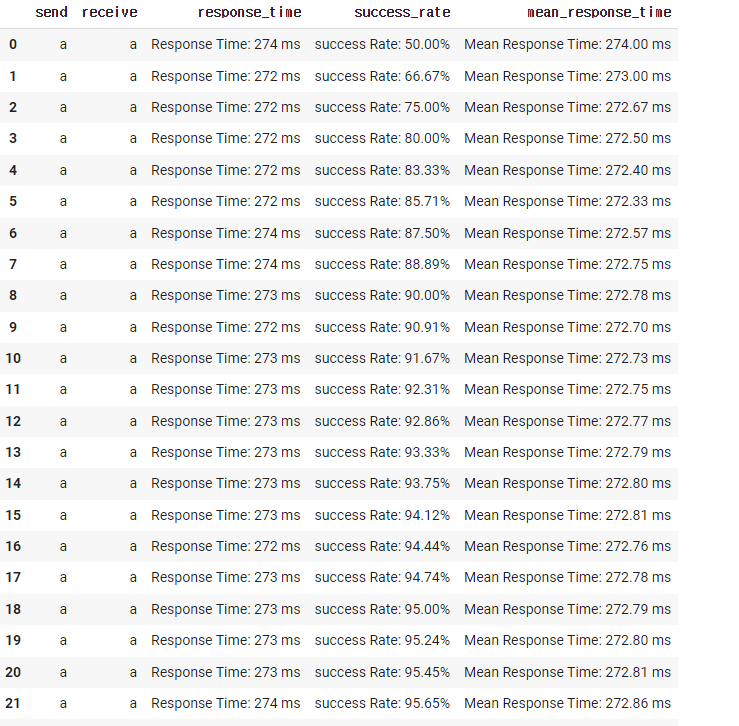 send receive response_time success_rate mean_response_time
0 a a Response Time: 274 ms success Rate: 50.00% Mean Response Time: 274.00 ms
1 a a Response Time: 272 ms success Rate: 66.67% Mean Response Time: 273.00 ms
2 a a Response Time: 272 ms success Rate: 75.00% Mean Response Time: 272.67 ms
3 a a Response Time: 272 ms success Rate: 80.00% Mean Response Time: 272.50 ms
4 a a Response Time: 272 ms success Rate: 83.33% Mean Response Time: 272.40 ms
5 a a Response Time: 272 ms success Rate: 85.71% Mean Response Time: 272.33 ms
6 a a Response Time: 274 ms success Rate: 87.50% Mean Response Time: 272.57 ms
7 a a Response Time: 274 ms success Rate: 88.89% Mean Response Time: 272.75 ms
8 a a Response Time: 273 ms success Rate: 90.00% Mean Response Time: 272.78 ms
9 a a Response Time: 272 ms success Rate: 90.91% Mean Response Time: 272.70 ms
10 a a Response Time: 273 ms success Rate: 91.67% Mean Response Time: 272.73 ms
11 a a Response Time: 273 ms success Rate: 92.31% Mean Response Time: 272.75 ms
12 a a Response Time: 273 ms success Rate: 92.86% Mean Response Time: 272.77 ms
13 a a Response Time: 273 ms success Rate: 93.33% Mean Response Time: 272.79 ms
14 a a Response Time: 273 ms success Rate: 93.75% Mean Response Time: 272.80 ms
15 a a Response Time: 273 ms success Rate: 94.12% Mean Response Time: 272.81 ms
16 a a Response Time: 272 ms success Rate: 94.44% Mean Response Time: 272.76 ms
17 a a Response Time: 273 ms success Rate: 94.74% Mean Response Time: 272.78 ms
18 a a Response Time: 273 ms success Rate: 95.00% Mean Response Time: 272.79 ms
19 a a Response Time: 273 ms success Rate: 95.24% Mean Response Time: 272.80 ms
20 a a Response Time: 273 ms success Rate: 95.45% Mean Response Time: 272.81 ms
21 a a Response Time: 274 ms success Rate: 95.65% Mean Response Time: 272.86 ms